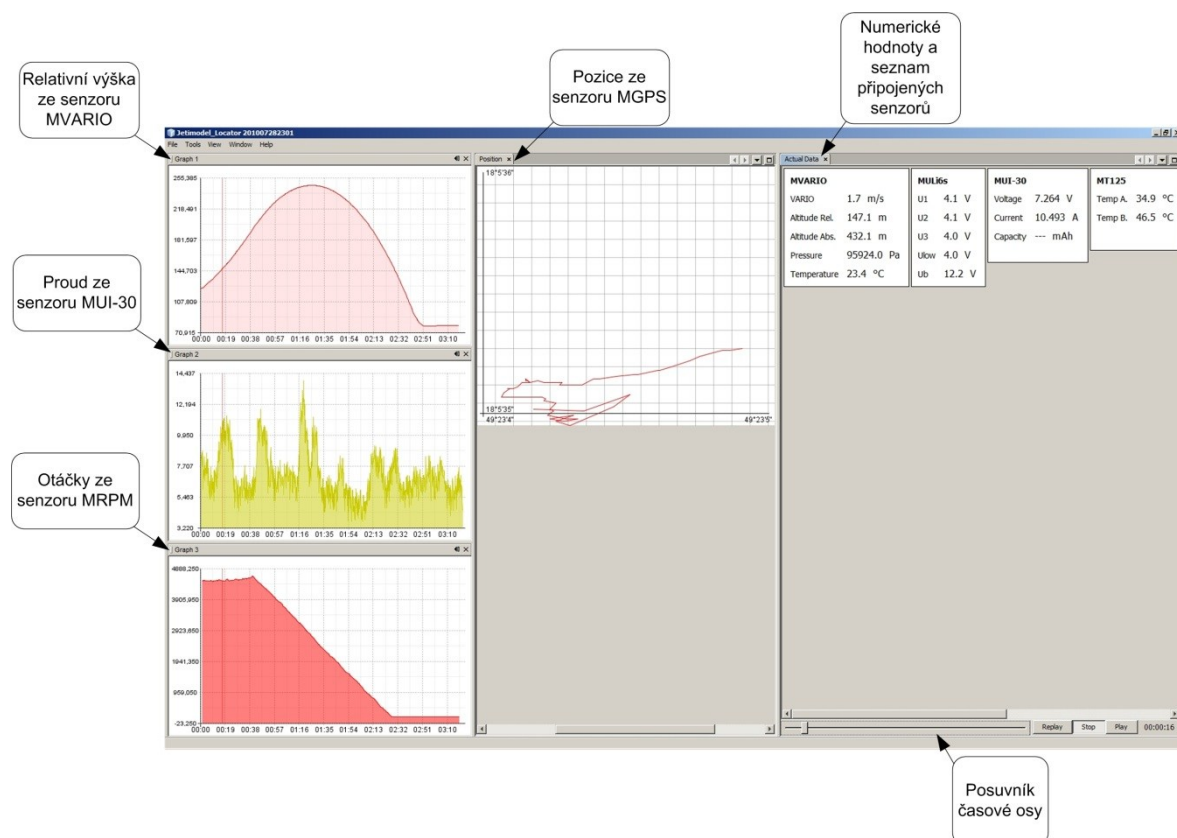 Relativní výška
ze senzoru
MVARIO
Pozice ze
senzoru MGPS
Numerické
hodnoty a
seznam
připojených
senzorů
Jetimodel_Locator 201007282301
File Tools View Window Help
Graph 1
255,385
218,491
181,597
144,703
107,809
70,915
00:00 00:19 00:38 00:57 01:16 01:35 01:54 02:13 02:32 02:51 03:10
Proud ze
senzoru MUI-30
Graph 2
14,437
12,194
9,950
7,707
5,463
3,220
00:00 00:19 00:38 00:57 01:16 01:35 01:54 02:13 02:32 02:51 03:10
Otáčky ze
senzoru MRPM
Graph 3
4888,250
3905,950
2923,650
1941,350
959,050
-23,250
00:00 00:19 00:38 00:57 01:16 01:35 01:54 02:13 02:32 02:51 03:10
Position
18°5'36"
18°5'35"
49°23'4" 49°23'5"
Actual Data
MVARIO
VARIO 1.7 m/s
Altitude Rel. 147.1 m
Altitude Abs. 432.1 m
Pressure 95924.0 Pa
Temperature 23.4 ºC
MULi6s
U1 4.1 V
U2 4.1 V
U3 4.0 V
Ulow 4.0 V
Ub 12.2 V
MUI-30
Voltage 7.264 V
Current 10.493 A
Capacity --- mAh
MT125
Temp A. 34.9 ºC
Temp B. 46.5 ºC
Replay Stop Play 00:00:16
Posuvník
časové osy